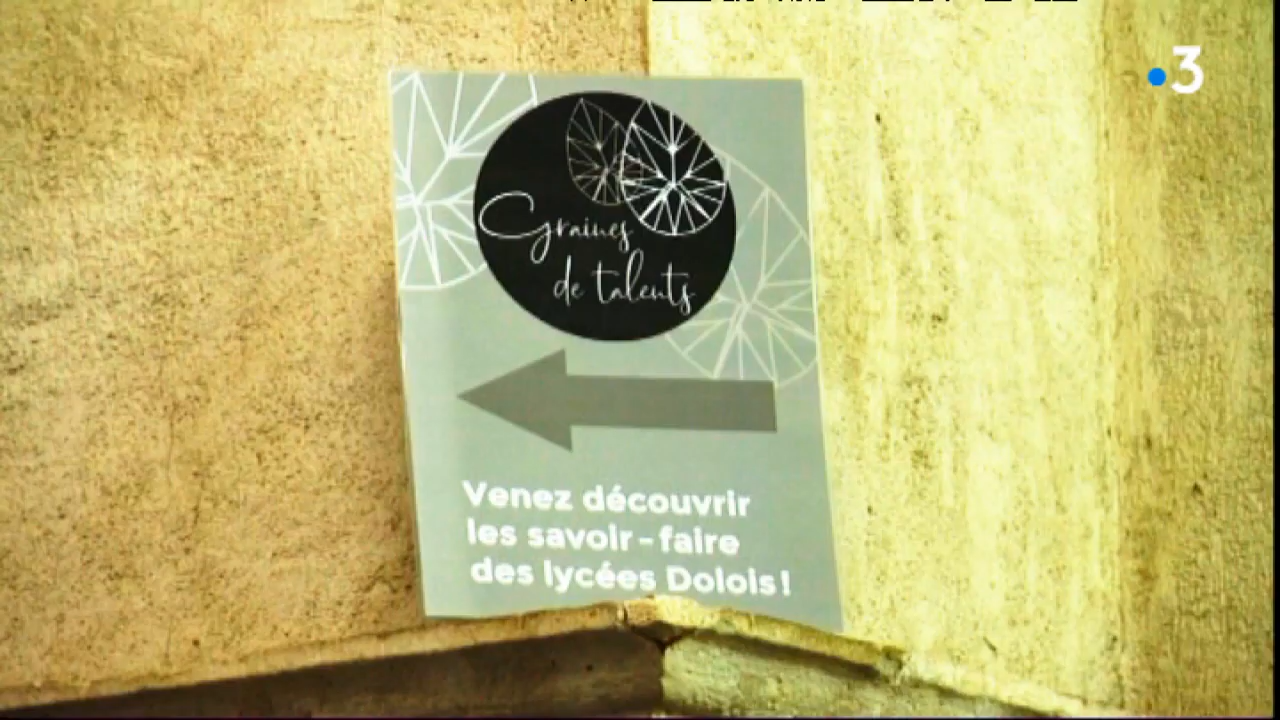 3
Graines
de talents
Venez découvrir
les savoir-faire
des lycées Dolois!